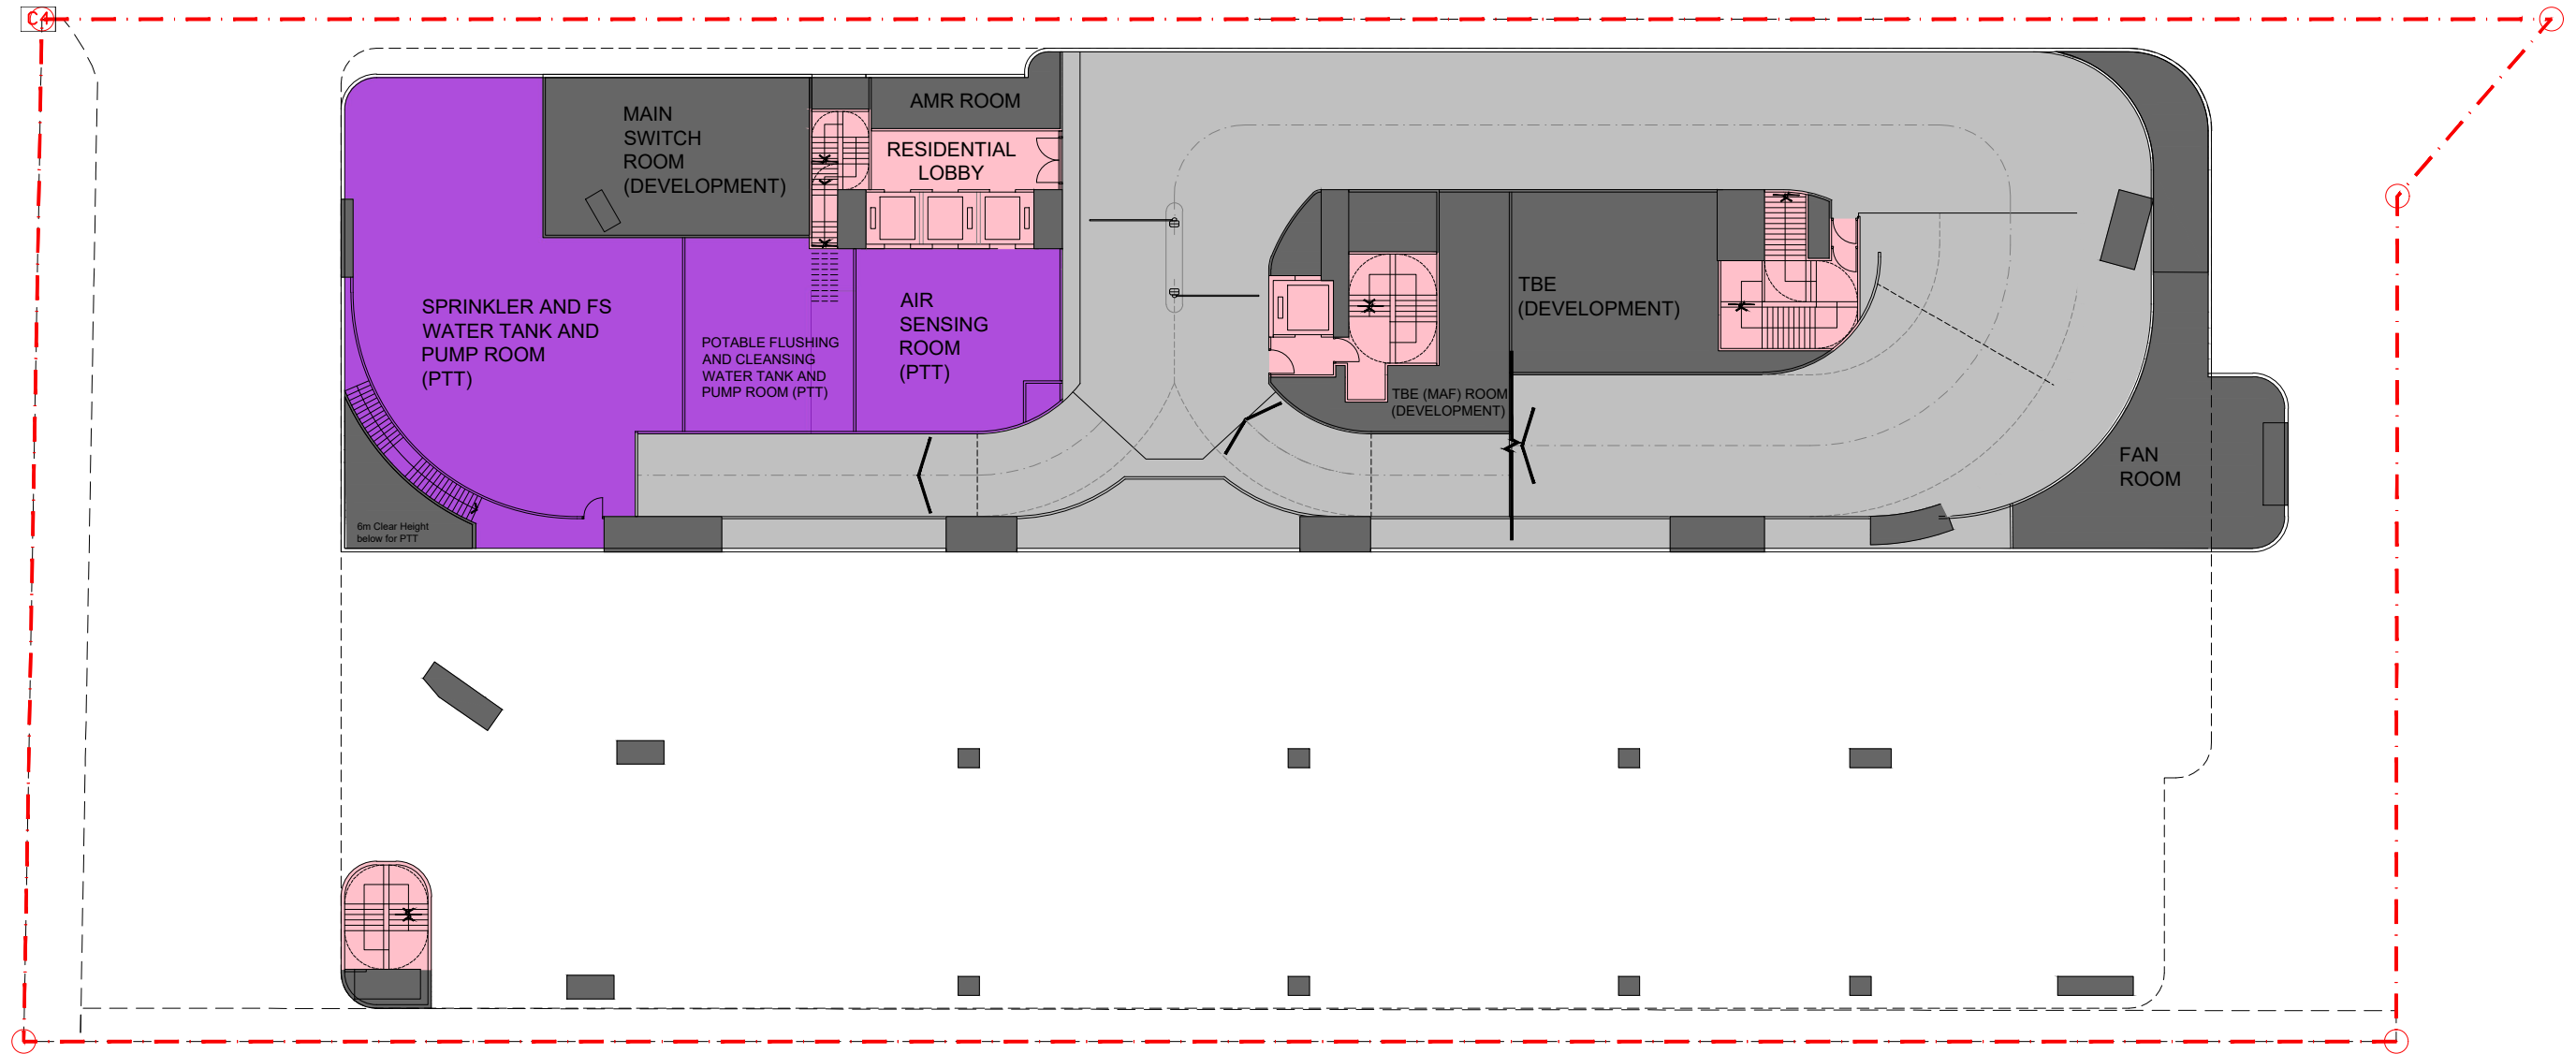 C4
MAIN
SWITCH
ROOM
(DEVELOPMENT)
AMR ROOM
RESIDENTIAL
LOBBY
SPRINKLER AND FS
WATER TANK AND
PUMP ROOM
(PTT)
POTABLE FLUSHING
AND CLEANSING
WATER TANK AND
PUMP ROOM (PTT)
AIR
SENSING
ROOM
(PTT)
TBE
(DEVELOPMENT)
TBE (MAF) ROOM
(DEVELOPMENT)
FAN
ROOM
6m Clear Height
below for PTT